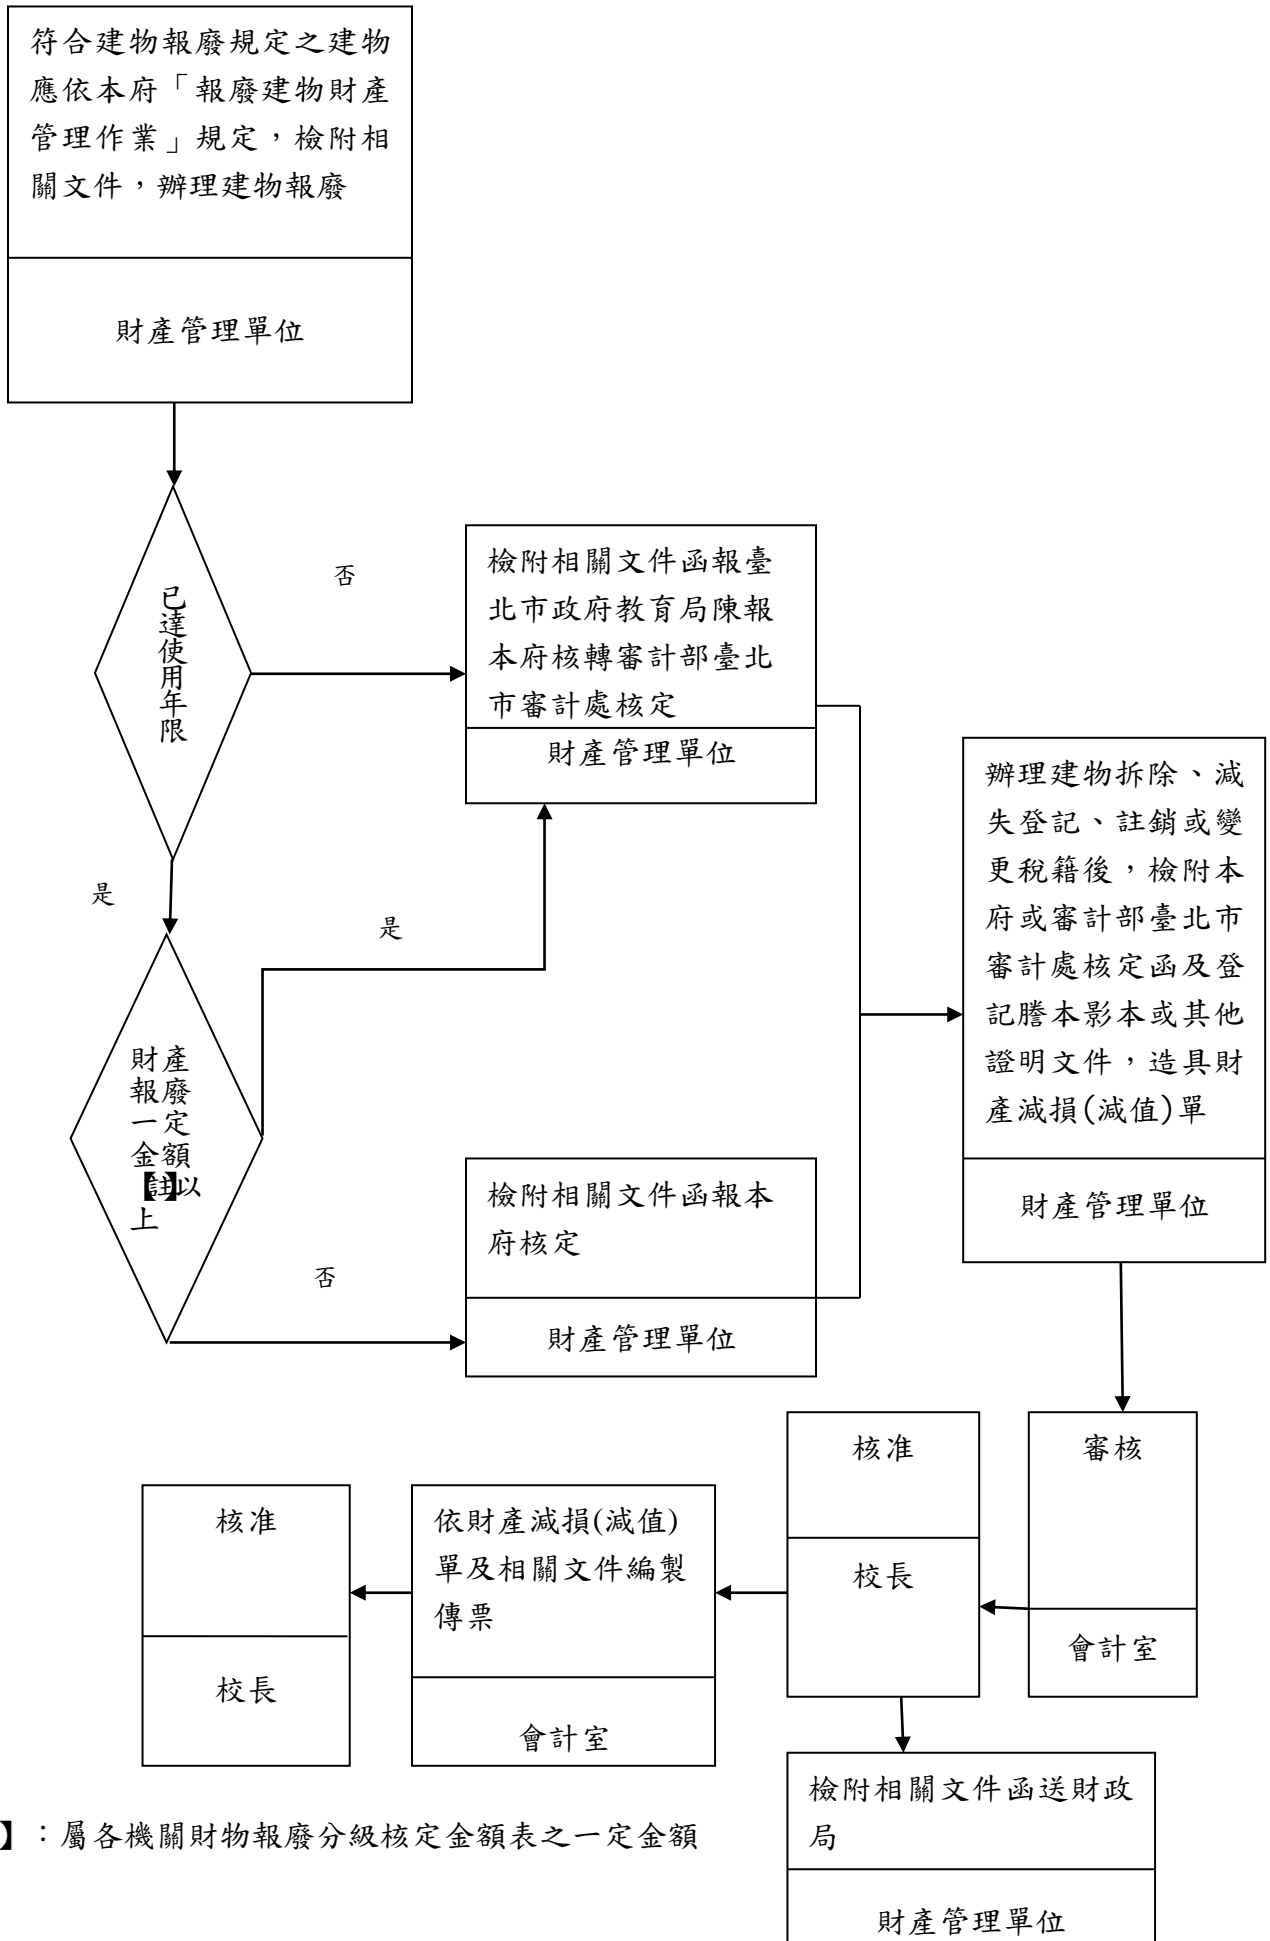 符合建物報廢規定之建物
應依本府「報廢建物財產
管理作業」規定，檢附相
關文件，辦理建物報廢
財產管理單位
已達使用年限
否
檢附相關文件函報臺
北市政府教育局陳報
本府核轉審計部臺北
市審計處核定
財產管理單位
是
是
財產
報廢
一定
金額
【註】以
上
否
檢附相關文件函報本
府核定
財產管理單位
辦理建物拆除、減
失登記、註銷或變
更稅籍後，檢附本
府或審計部臺北市
審計處核定函及登
記謄本影本或其他
證明文件，造具財
產減損(減值)單
財產管理單位
審核
會計室
核准
校長
依財產減損(減值)
單及相關文件編製
傳票
會計室
核准
校長
檢附相關文件函送財政
局
財產管理單位
】：屬各機關財物報廢分級核定金額表之一定金額